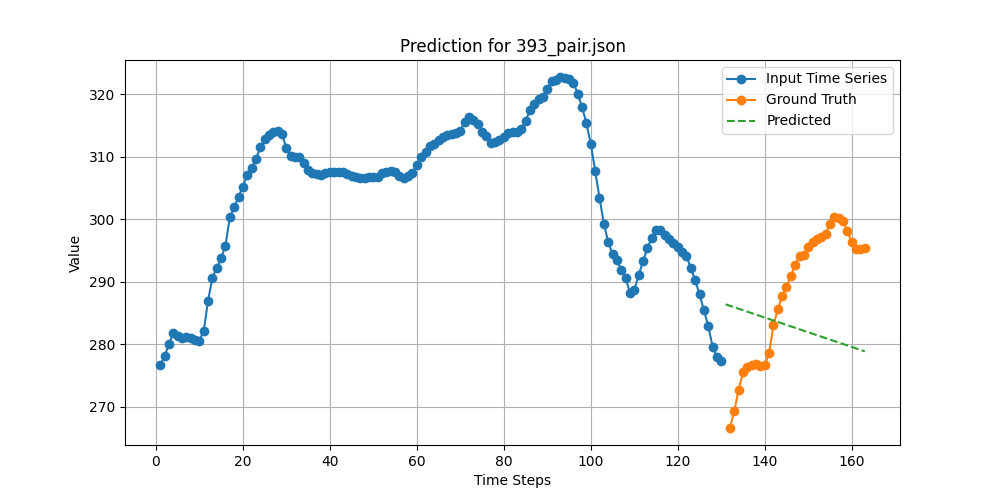 Prediction for 393_pair.json
Input Time Series
Ground Truth
Predicted
Value
320
310
300
290
280
270
0 20 40 60 80 100 120 140 160
Time Steps